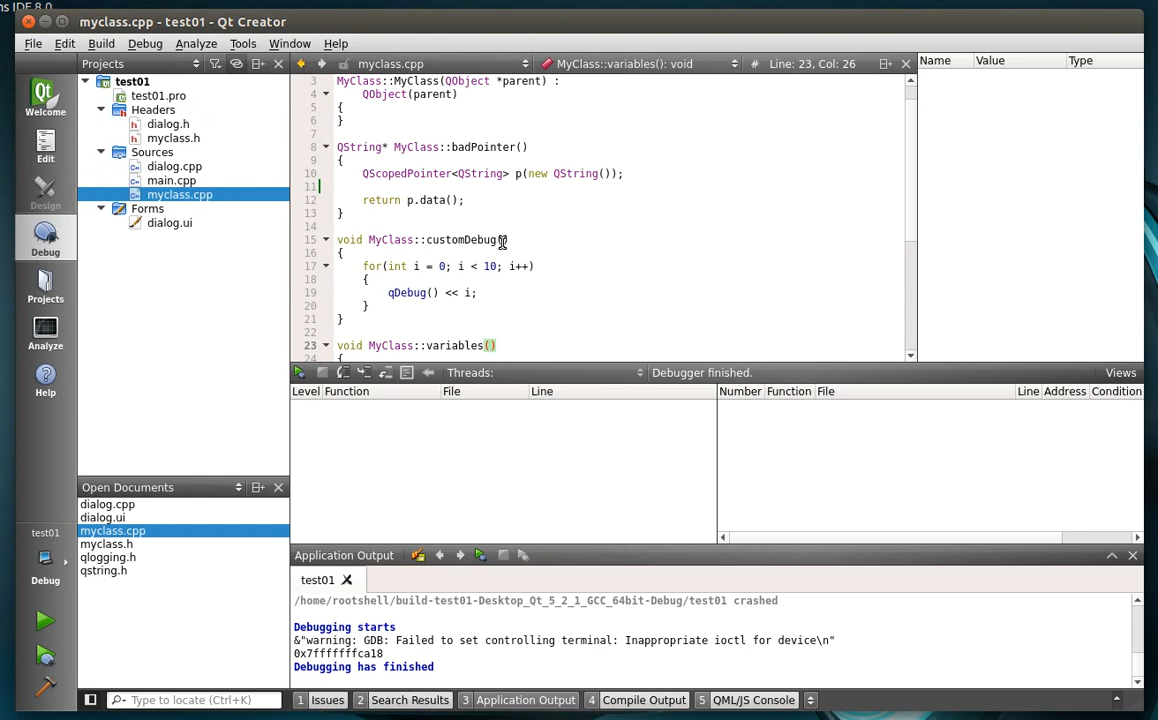 ns IDE 8.0
myclass.cpp - test01 - Qt Creator
File Edit Build Debug Analyze Tools Window Help
Projects
myclass.cpp
MyClass::variables(): void
# Line: 23, Col: 26
Name Value Type
Welcome
Edit
Design
Debug
Projects
Analyze
Help
test01
Debug
test01
test01.pro
Headers
dialog.h
myclass.h
Sources
dialog.cpp
main.cpp
myclass.cpp
Forms
dialog.ui
3 MyClass::MyClass(QObject *parent) :
4 QObject(parent)
5 {
6 }
7
8 QString* MyClass::badPointer()
9 {
10 QScopedPointer<QString> p(new QString());
11
12 return p.data();
13 }
14
15 void MyClass::customDebug
16 {
17 for(int i = 0; i < 10; i++)
18 {
19 qDebug() << i;
20 }
21 }
22
23 void MyClass::variables()
24 {
Threads:
Debugger finished.
Views
Level Function File Line
Number Function File Line Address Condition
Open Documents
dialog.cpp
dialog.ui
myclass.cpp
myclass.h
qlogging.h
qstring.h
Application Output
test01
/home/rootshell/build-test01-Desktop_Qt_5_2_1_GCC_64bit-Debug/test01 crashed
Debugging starts
&"warning: GDB: Failed to set controlling terminal: Inappropriate ioctl for device\n"
0x7fffffffca18
Debugging has finished
Type to locate (Ctrl+K)
1 Issues 2 Search Results 3 Application Output 4 Compile Output 5 QML/JS Console